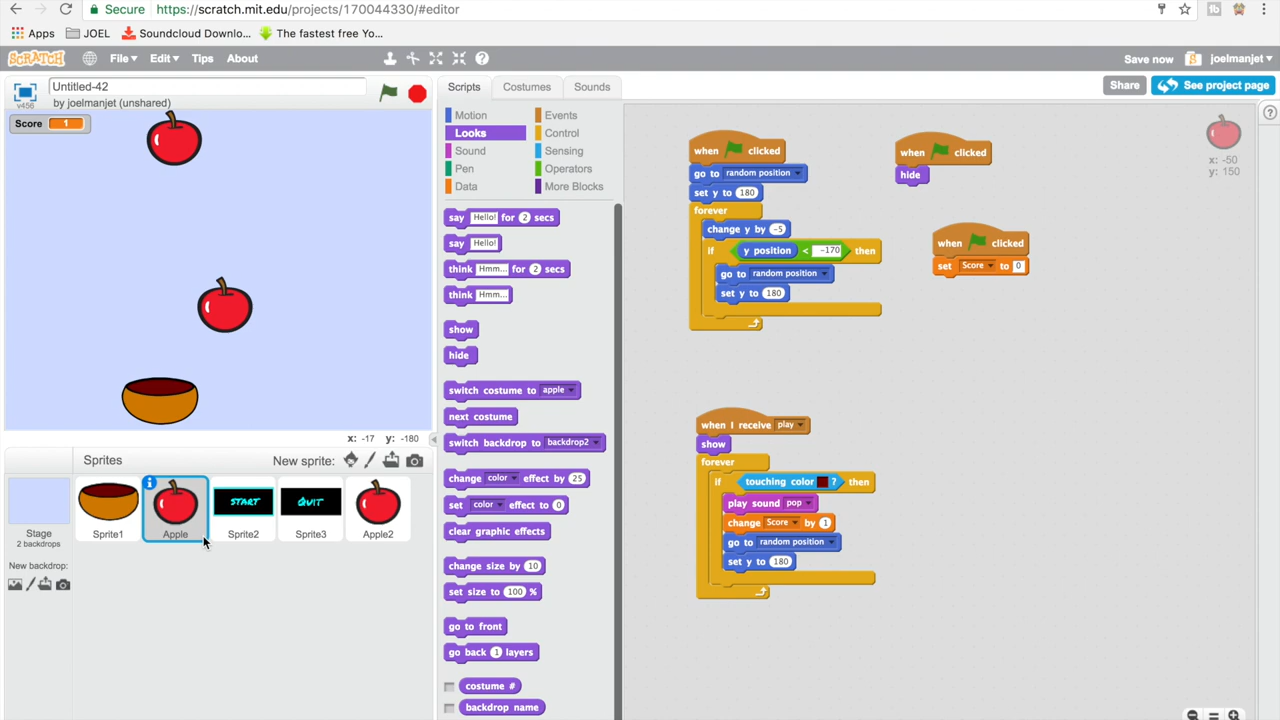 Secure https://scratch.mit.edu/projects/170044330/#editor
Apps JOEL Soundcloud Downlo... The fastest free Yo...
SCRATCH File Edit Tips About Save now joelmanjet
v456 Untitled-42
by joelmanjet (unshared)
Scripts Costumes Sounds Share See project page
Score 1
Motion Events
Looks Control
Sound Sensing
Pen Operators
Data More Blocks
say Hello! for 2 secs
say Hello!
think Hmm... for 2 secs
think Hmm...
show
hide
switch costume to apple
next costume
switch backdrop to backdrop2
change color effect by 25
set color effect to 0
clear graphic effects
change size by 10
set size to 100 %
go to front
go back 1 layers
costume #
backdrop name
when clicked
go to random position
set y to 180
forever
change y by -5
if y position < -170 then
go to random position
set y to 180
when clicked
hide
when clicked
set Score to 0
when I receive play
show
forever
if touching color ? then
play sound pop
change Score by 1
go to random position
set y to 180
x: -50
y: 150
x: -17 y: -180
Sprites New sprite:
START QUIT
Stage
2 backdrops
Sprite1 Apple Sprite2 Sprite3 Apple2
New backdrop: